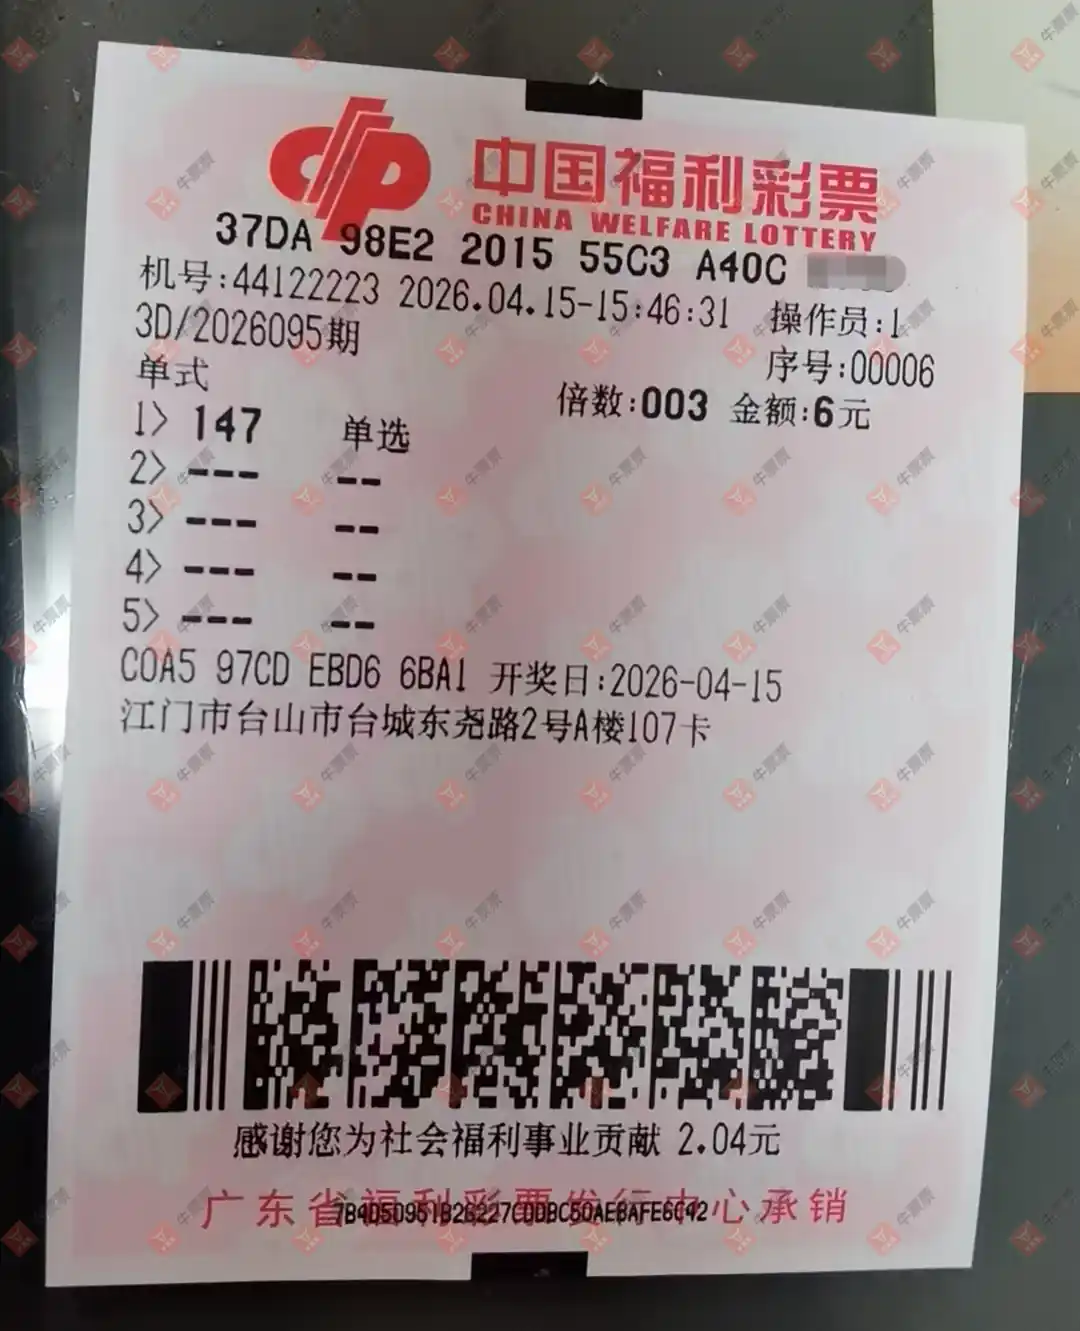 中国福利彩票
CHINA WELFARE LOTTERY
37DA 98E2 2015 55C3 A40C
机号:44122223 2026.04.15-15:46:31 操作员:1
3D/2026095期 序号:00006
单式 倍数:003 金额:6元
1> 147 单选
2> --- --
3> --- --
4> --- --
5> --- --
C0A5 97CD EBD6 6BA1 开奖日:2026-04-15
江门市台山市台城东尧路2号A楼107卡
感谢您为社会福利事业贡献 2.04元
广东省福利彩票发行中心承销
牛票票